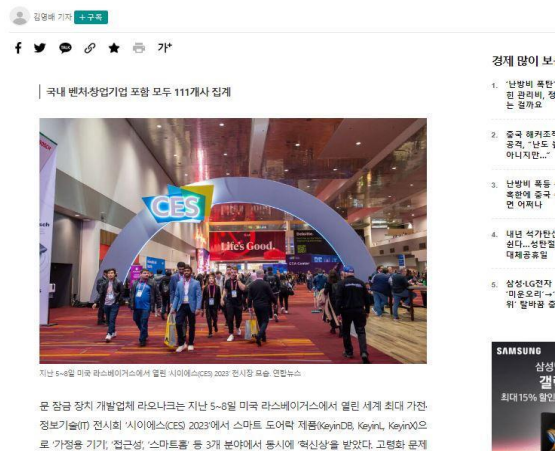 김영배 기자 +구독
가+
국내 벤처·창업기업 포함 모두 111개사 집계
CES
Life's Good.
지난 5~8일 미국 라스베이거스에서 열린 '시이에스(CES) 2023' 전시장 모습. 연합뉴스
문 잠금 장치 개발업체 라오나크는 지난 5~8일 미국 라스베이거스에서 열린 세계 최대 가전·
정보기술(IT) 전시회 '시이에스(CES) 2023'에서 스마트 도어락 제품(KeyinDB, KeyinL, KeyinX)으
로 '가정용 기기', '접근성', '스마트홈' 등 3개 분야에서 동시에 '혁신상'을 받았다. 고령화 문제
경제 많이 보
1. '난방비 폭탄'
힌 관리비, 정
는 걸까요
2. 중국 해커조직
공격, "난도
아니지만…"
3. 난방비 폭등
혹한에 중국
면 어쩌나
4. 내년 석가탄신
쉰다…성탄절
대체공휴일
5. 삼성·LG전자
'미운오리'→'
위' 탈바꿈 중
SAMSUNG
삼성
갤
최대 15% 할인